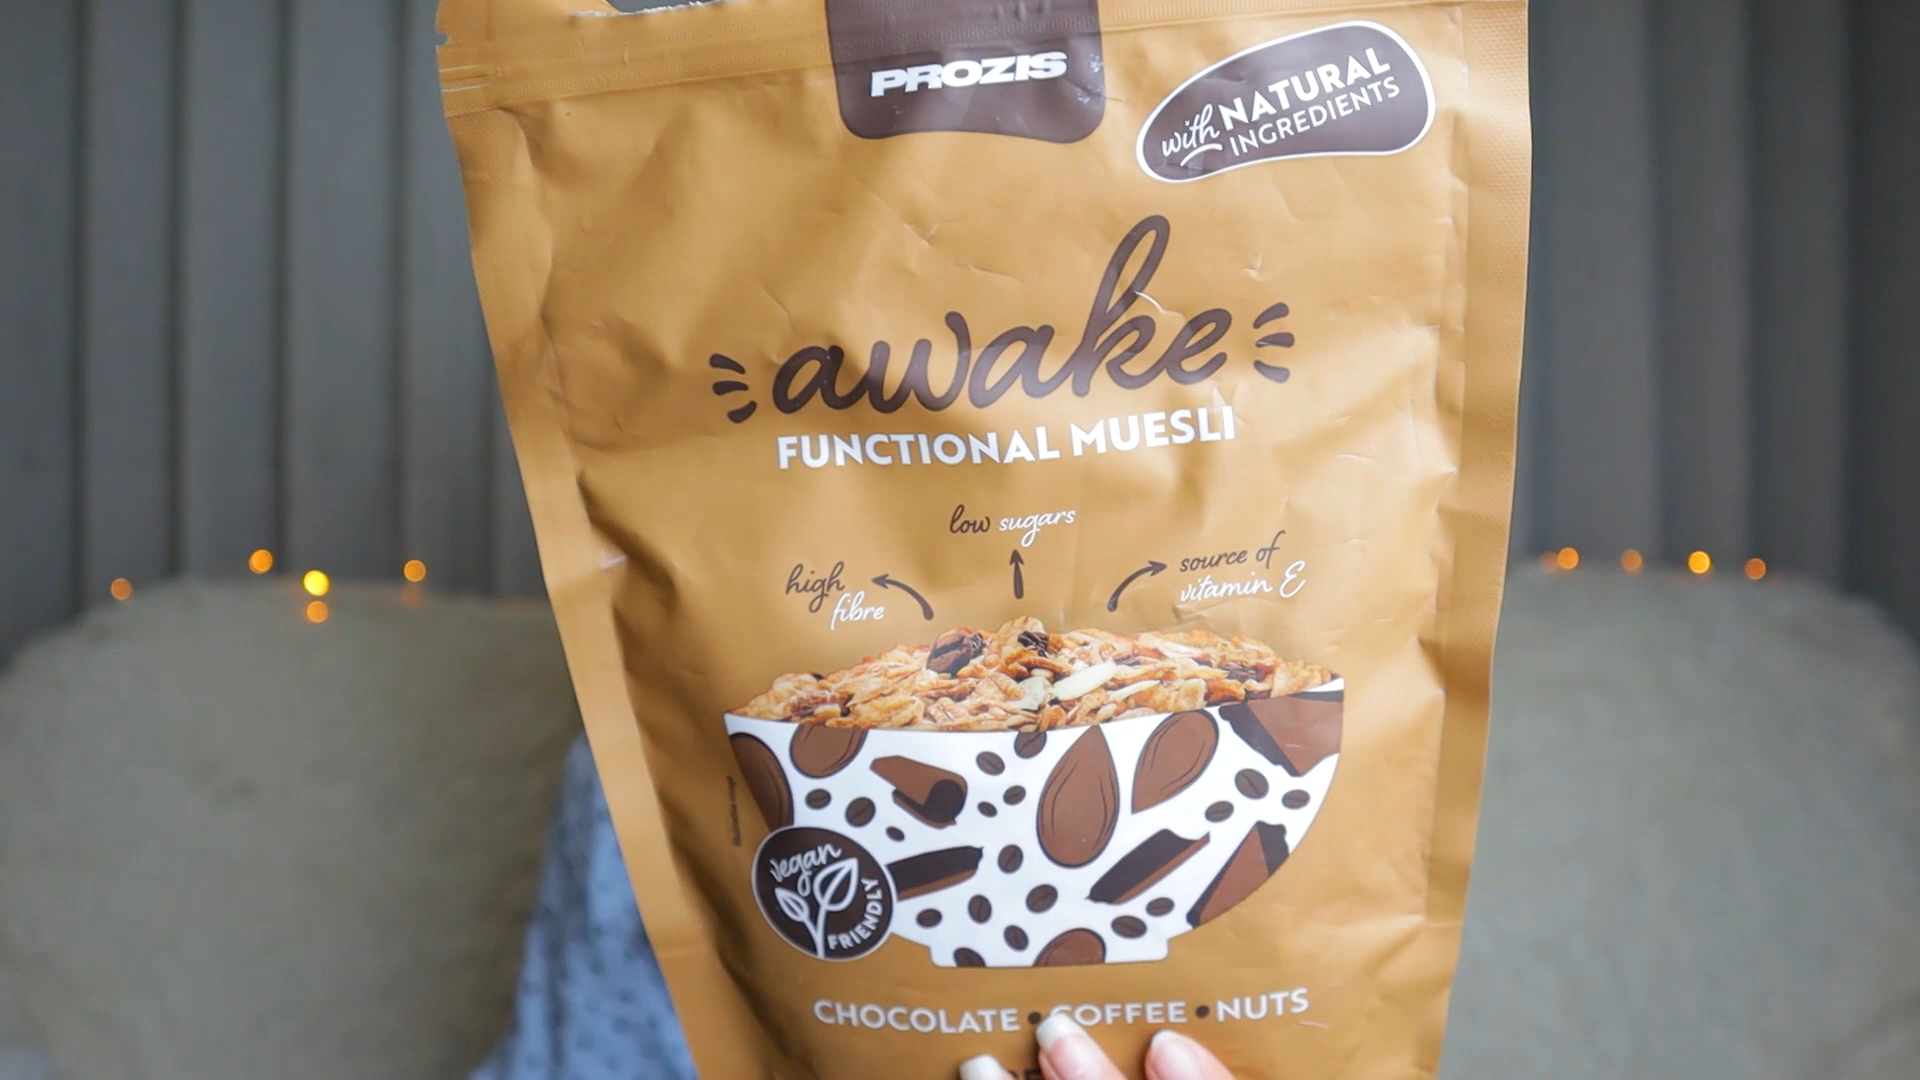 PROZIS
with NATURAL
INGREDIENTS
awake
FUNCTIONAL MUESLI
low sugars
high
fibre
source of
vitamin E
vegan
FRIENDLY
CHOCOLATE • COFFEE • NUTS